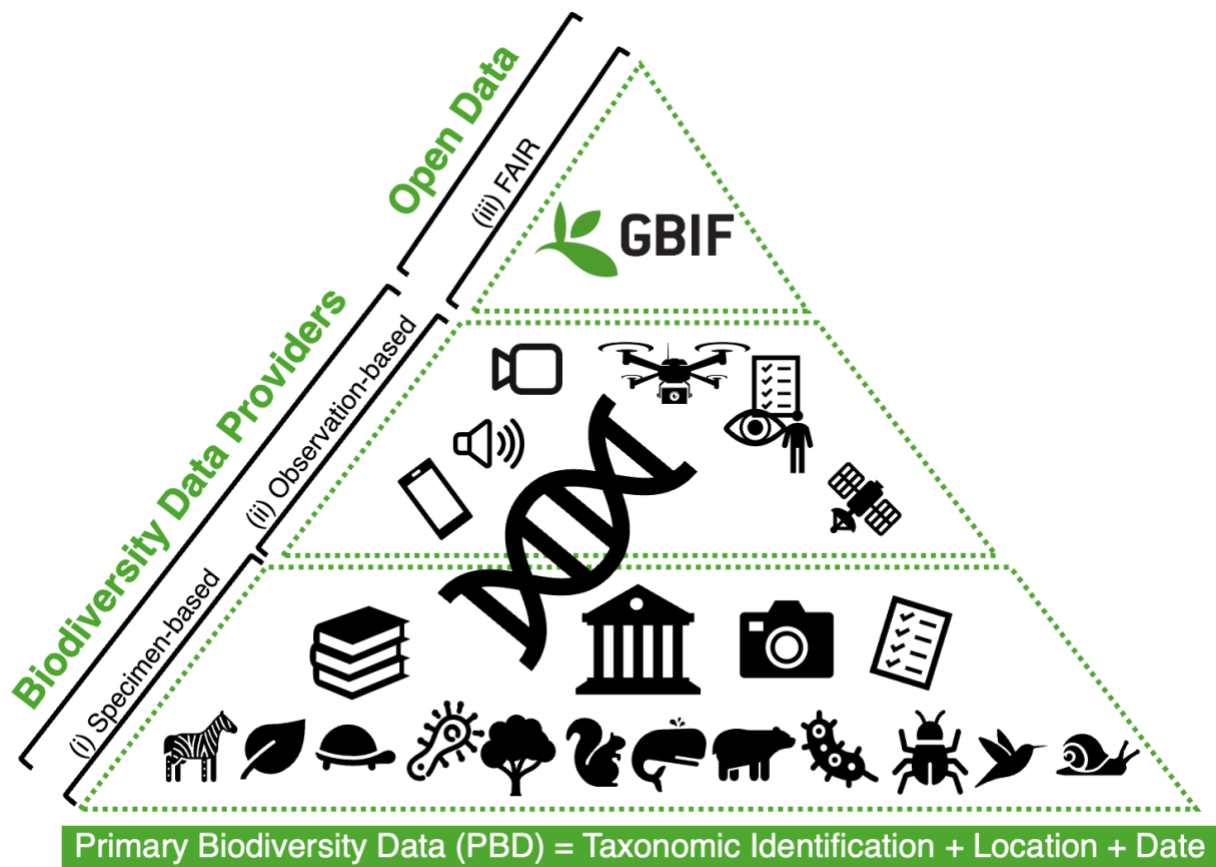 Open Data
(iii) FAIR
GBIF
Biodiversity Data Providers
(ii) Observation-based
(i) Specimen-based
Primary Biodiversity Data (PBD) = Taxonomic Identification + Location + Date